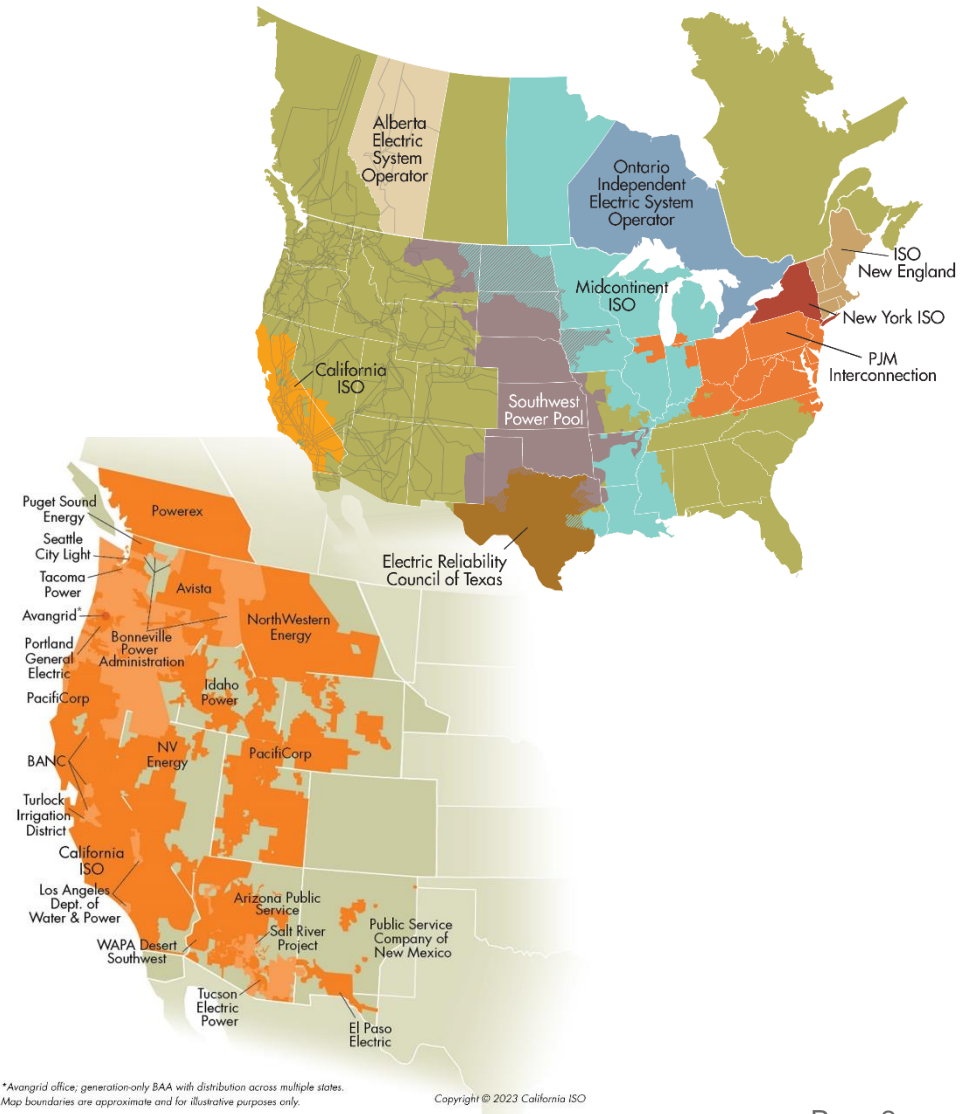 Alberta
Electric
System
Operator
Ontario
Independent
Electric System
Operator
ISO
New England
Midcontinent
ISO
New York ISO
PJM
Interconnection
California
ISO
Southwest
Power Pool
Electric Reliability
Council of Texas
Puget Sound
Energy
Powerex
Seattle
City Light
Tacoma
Power
Avista
Avangrid*
NorthWestern
Energy
Bonneville
Power
Administration
Portland
General
Electric
PacifiCorp
Idaho
Power
BANC
NV
Energy
PacifiCorp
Turlock
Irrigation
District
California
ISO
Los Angeles
Dept. of
Water & Power
Arizona Public
Service
Salt River
Project
Public Service
Company of
New Mexico
WAPA Desert
Southwest
Tucson
Electric
Power
El Paso
Electric
*Avangrid office; generation-only BAA with distribution across multiple states.
Map boundaries are approximate and for illustrative purposes only.
Copyright © 2023 California ISO